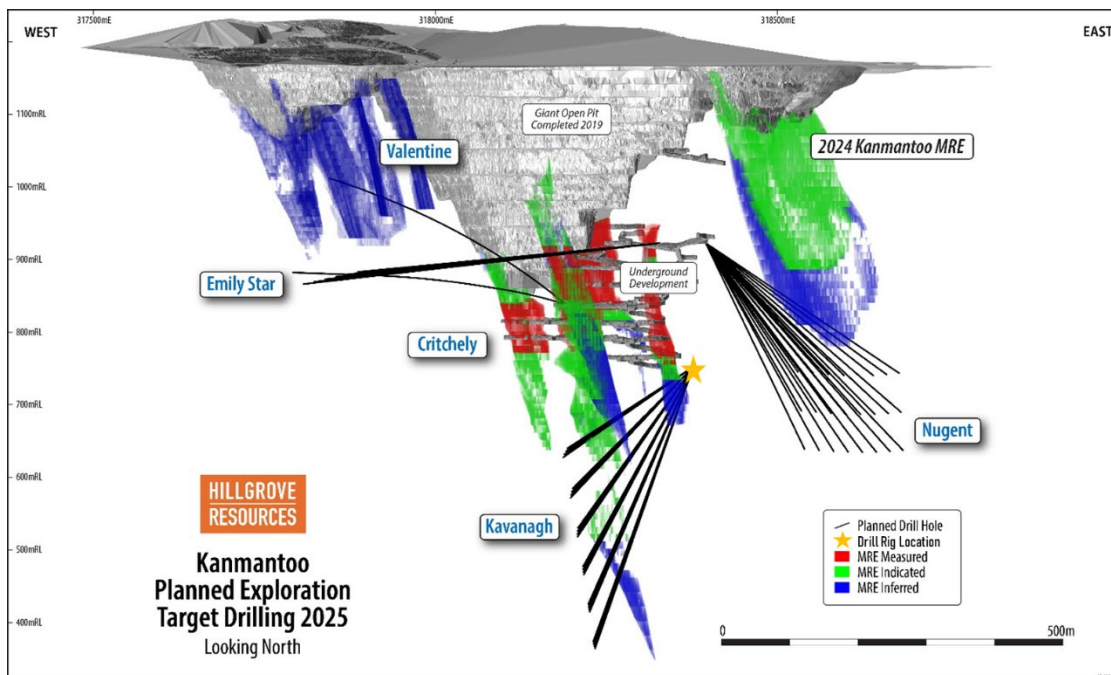 317500mE
318000mE
318500mE
WEST
EAST
1100mRL
1000mRL
900mRL
800mRL
700mRL
600mRL
500mRL
400mRL
Giant Open Pit
Completed 2019
2024 Kanmantoo MRE
Valentine
Emily Star
Underground
Development
Critchely
Nugent
Kavanagh
HILLGROVE
RESOURCES
Kanmantoo
Planned Exploration
Target Drilling 2025
Looking North
Planned Drill Hole
Drill Rig Location
MRE Measured
MRE Indicated
MRE Inferred
0
500m